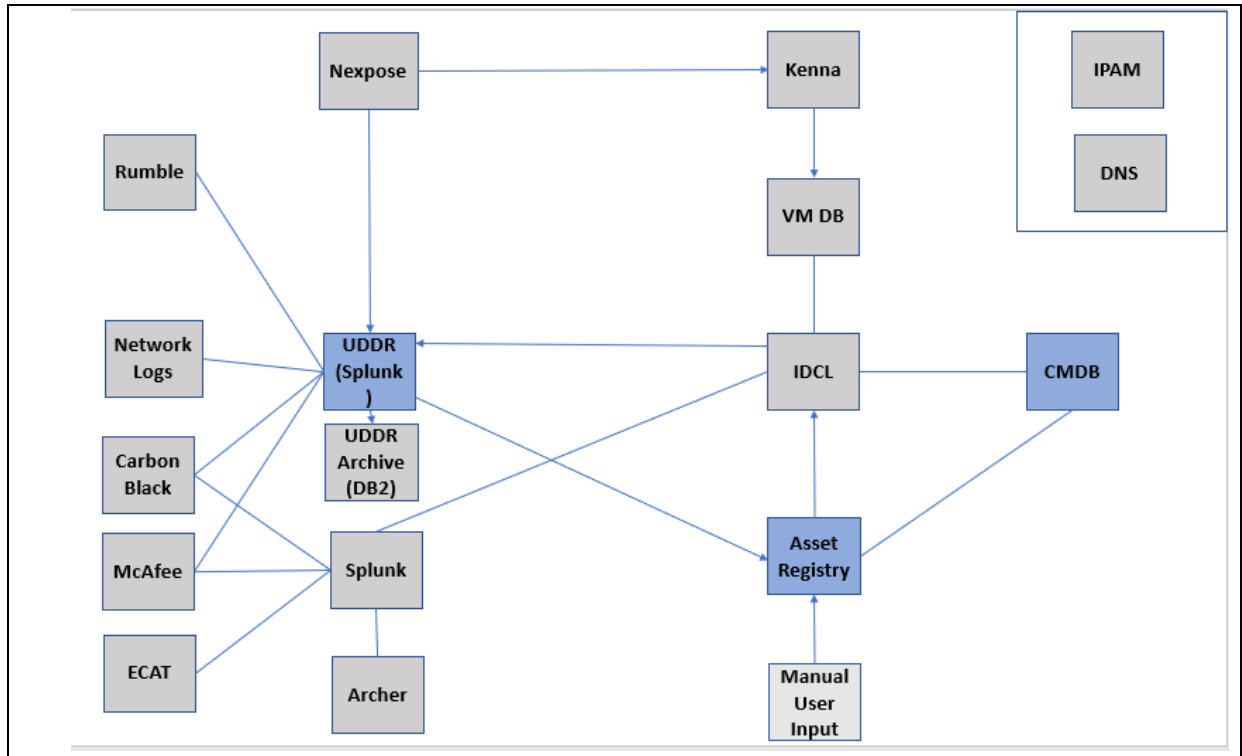 Nexpose
Kenna
IPAM
Rumble
DNS
VM DB
Network
Logs
UDDR
(Splunk
)
IDCL
CMDB
UDDR
Archive
(DB2)
Carbon
Black
McAfee
Splunk
Asset
Registry
ECAT
Archer
Manual
User
Input